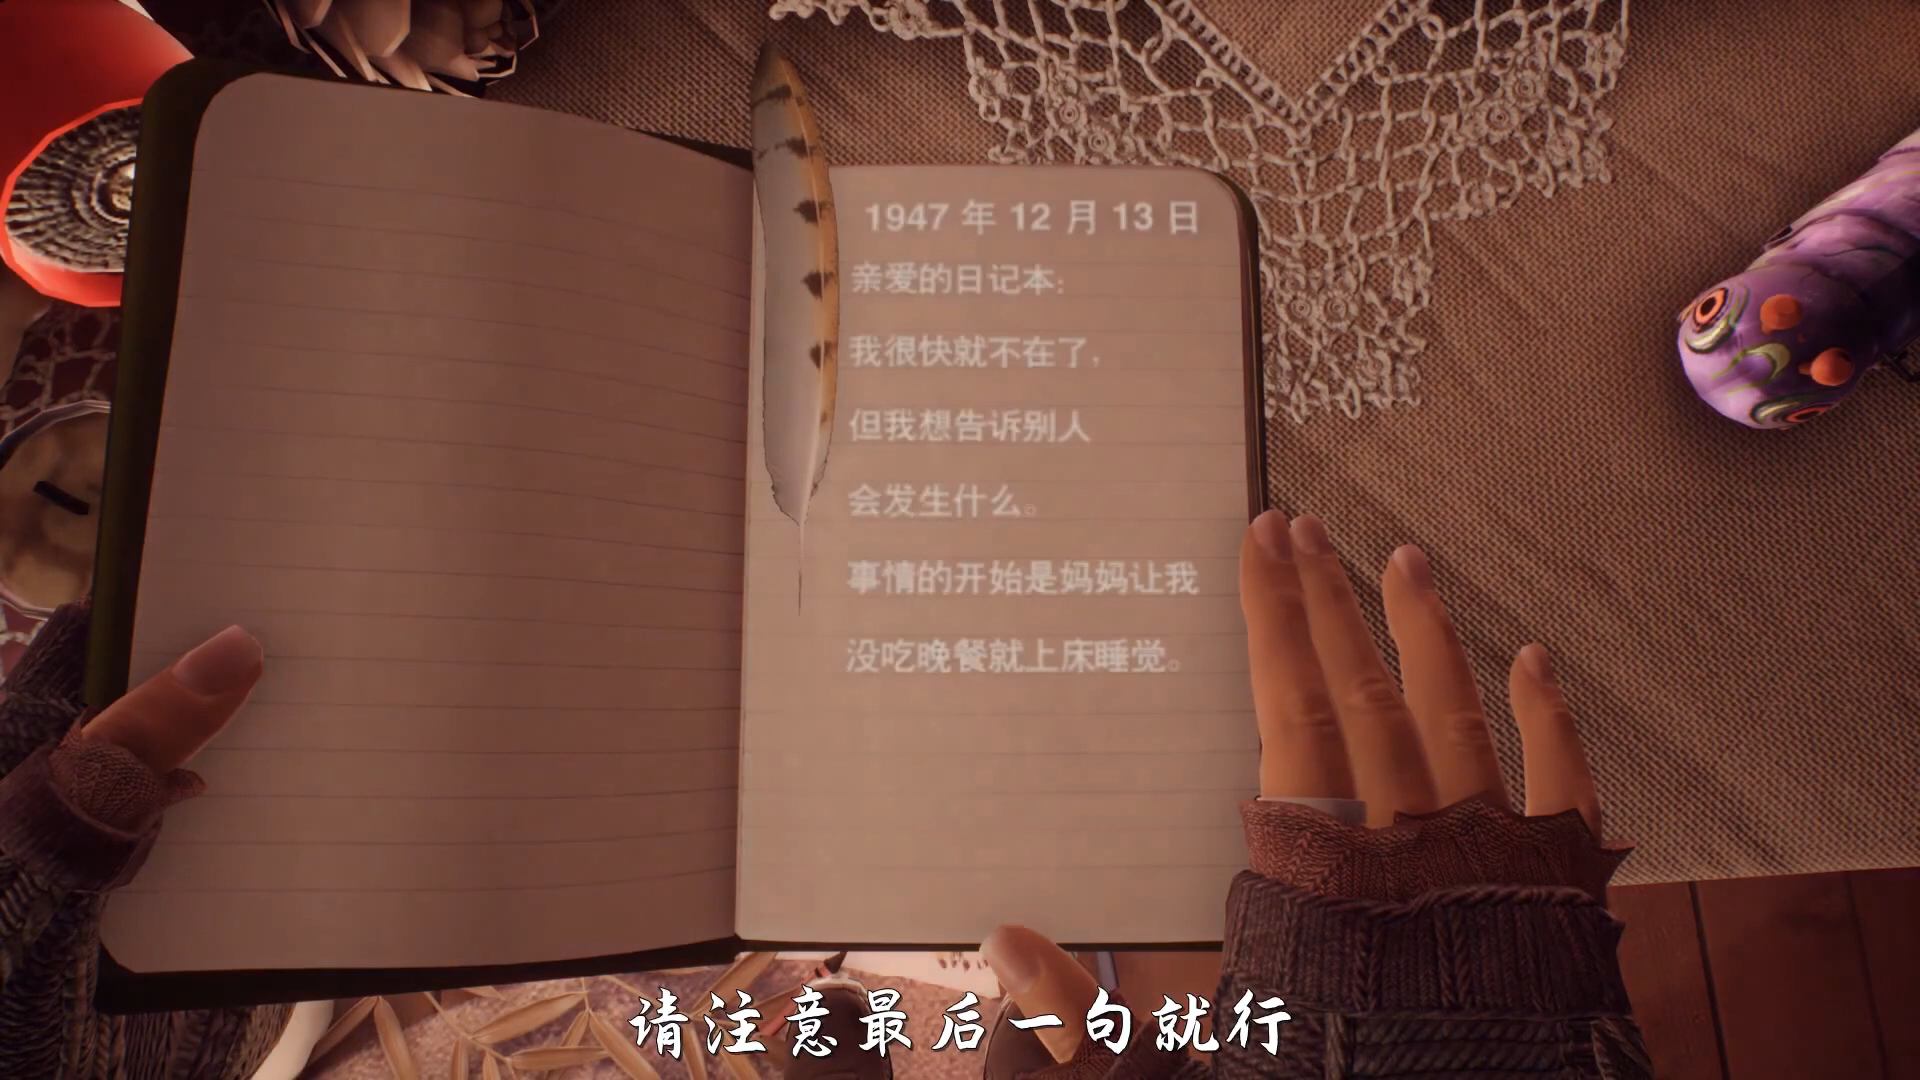 1947 年 12 月 13 日
亲爱的日记本:
我很快就不在了,
但我想告诉别人
会发生什么。
事情的开始是妈妈让我
没吃晚餐就上床睡觉。
请注意最后一句就行